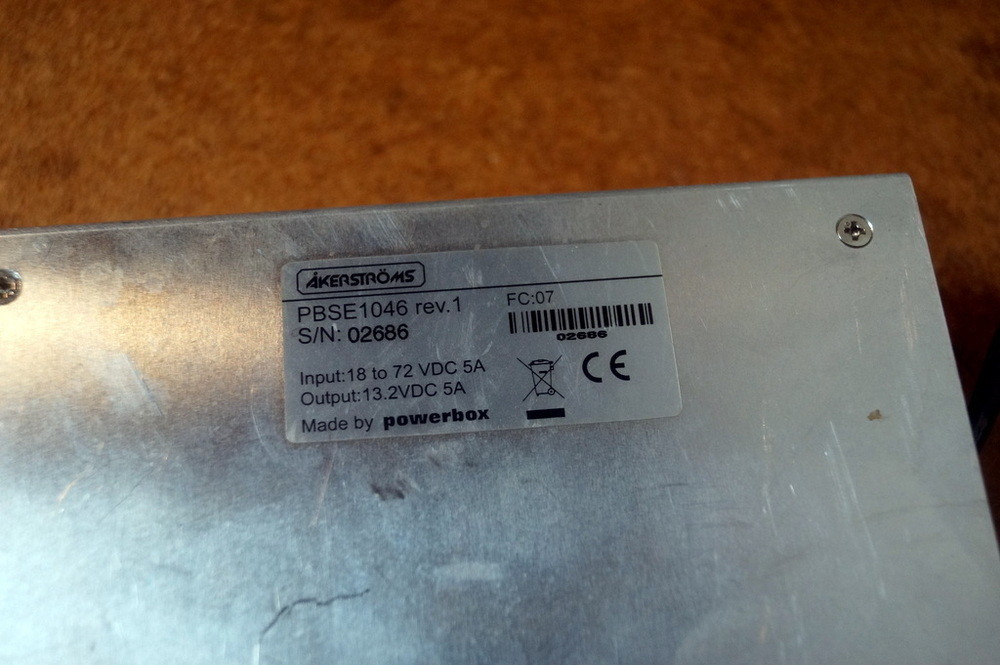 ÅKERSTRÖMS
PBSE1046 rev.1
S/N: 02686
FC:07
02686
Input:18 to 72 VDC 5A
Output:13.2VDC 5A
Made by powerbox
CE